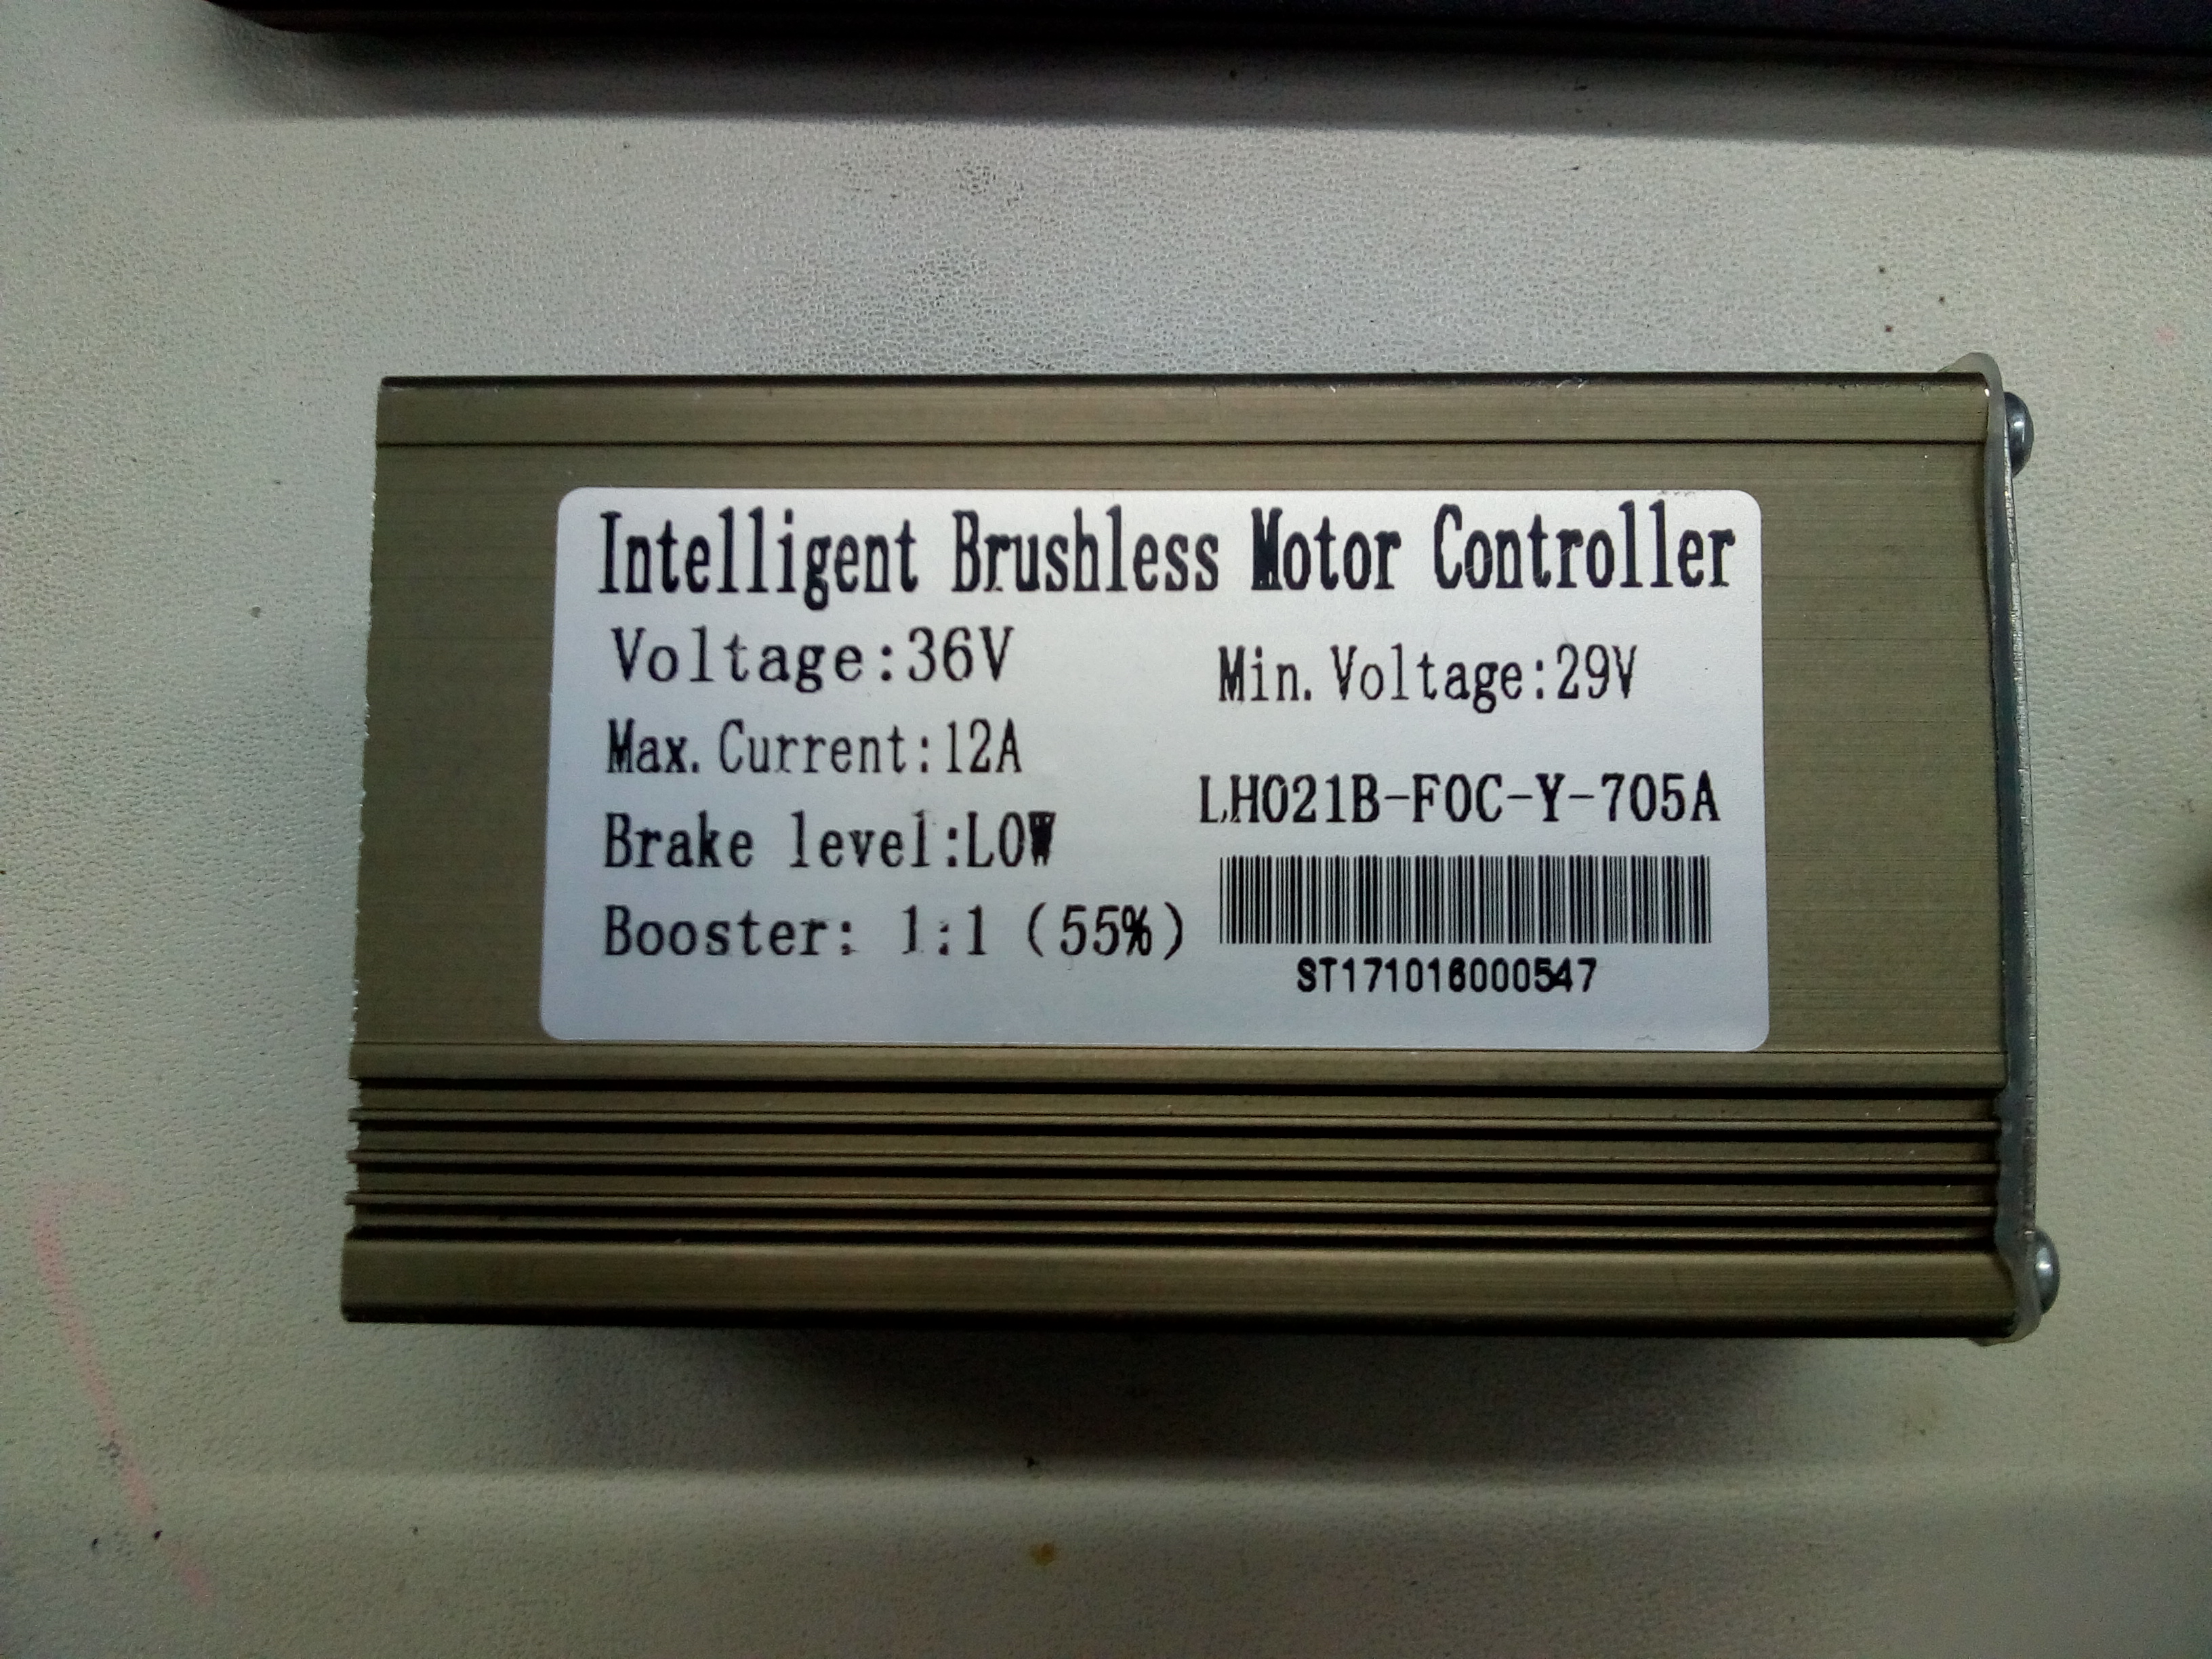 Intelligent Brushless Motor Controller
Voltage:36V
Min. Voltage:29V
Max. Current:12A
LH021B-FOC-Y-705A
Brake level:LOW
Booster: 1:1 (55%)
ST171016000547